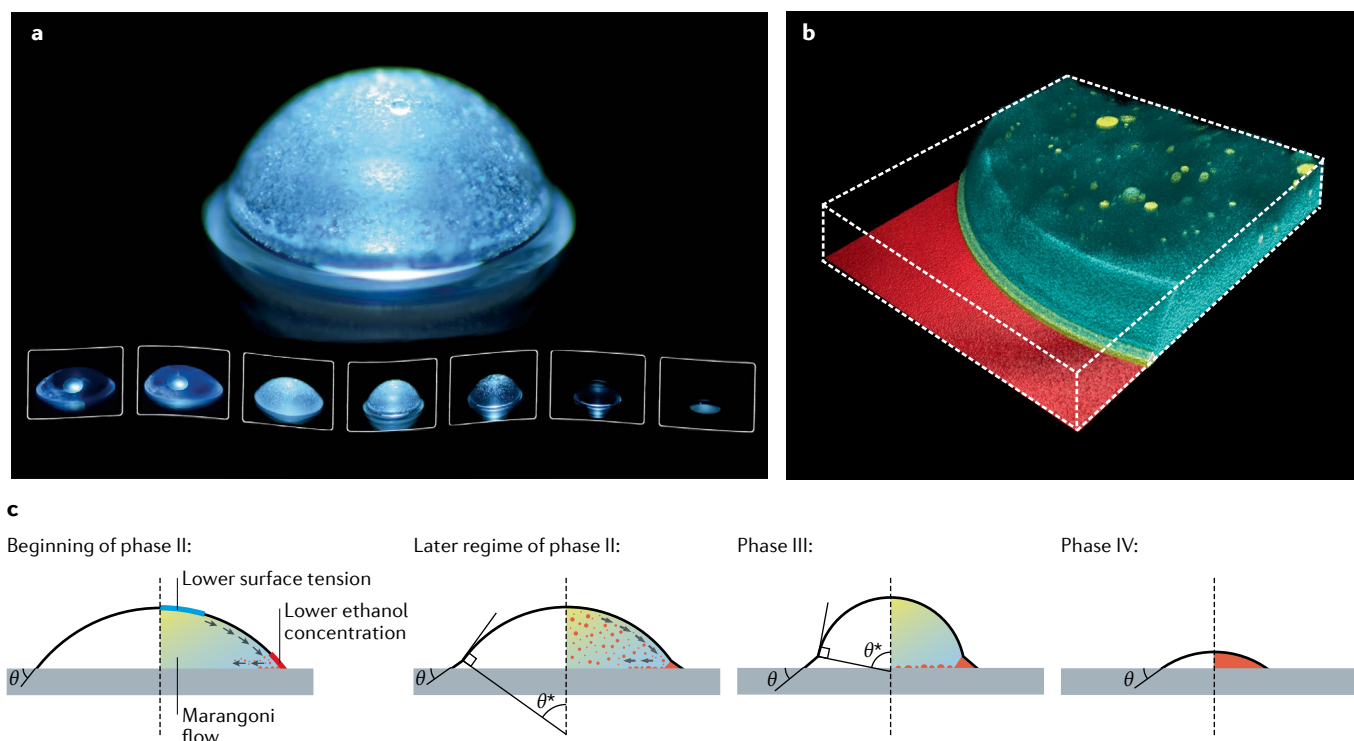 a
b
c
Beginning of phase II:
Later regime of phase II:
Phase III:
Phase IV:
Lower surface tension
Lower ethanol
concentration
θ
Marangoni
flow
θ
θ*
θ
θ*
θ